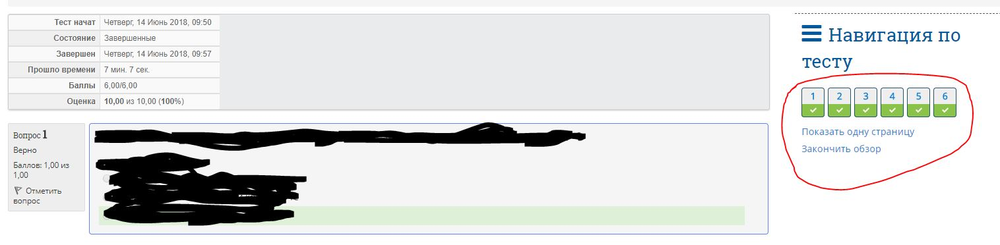 Тест начат Четверг, 14 Июнь 2018, 09:50
Состояние Завершенные
Завершен Четверг, 14 Июнь 2018, 09:57
Прошло времени 7 мин. 7 сек.
Баллы 6,00/6,00
Оценка 10,00 из 10,00 (100%)
Вопрос 1
Верно
Баллов: 1,00 из
1,00
Отметить
вопрос
Навигация по
тесту
1 2 3 4 5 6
Показать одну страницу
Закончить обзор